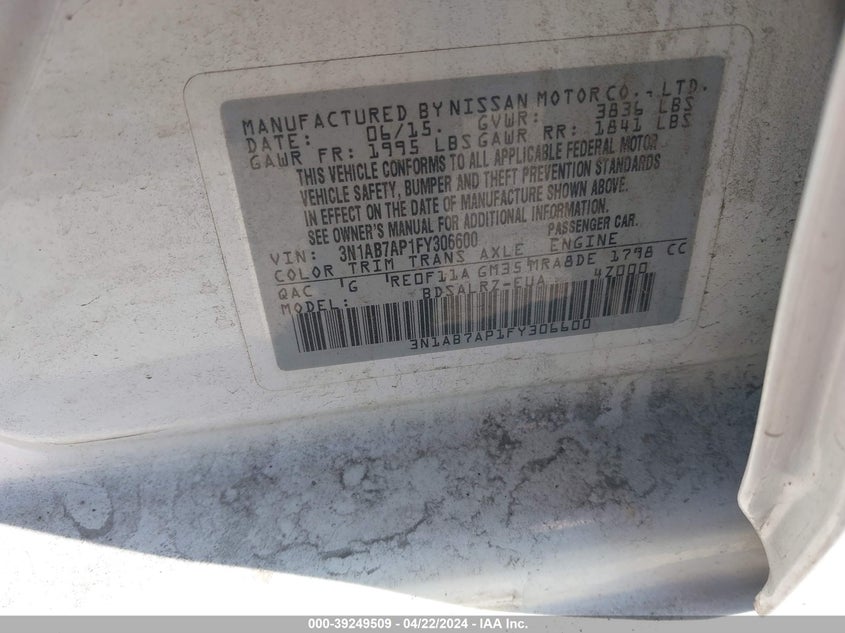 MANUFACTURED BY NISSAN MOTOR CO., LTD.
DATE: 06/15. GVWR: 3836 LBS
GAWR FR: 1995 LBS GAWR RR: 1841 LBS
THIS VEHICLE CONFORMS TO ALL APPLICABLE FEDERAL MOTOR
VEHICLE SAFETY, BUMPER AND THEFT PREVENTION STANDARDS
IN EFFECT ON THE DATE OF MANUFACTURE SHOWN ABOVE.
SEE OWNER'S MANUAL FOR ADDITIONAL INFORMATION.
VIN: 3N1AB7AP1FY306600 PASSENGER CAR.
COLOR TRIM TRANS AXLE ENGINE
QAC G RE0F11A GM35 MRA8DE 1798 CC
MODEL: BDSALRZ-EUA 4Z000
3N1AB7AP1FY306600
000-39249509 - 04/22/2024 - IAA Inc.